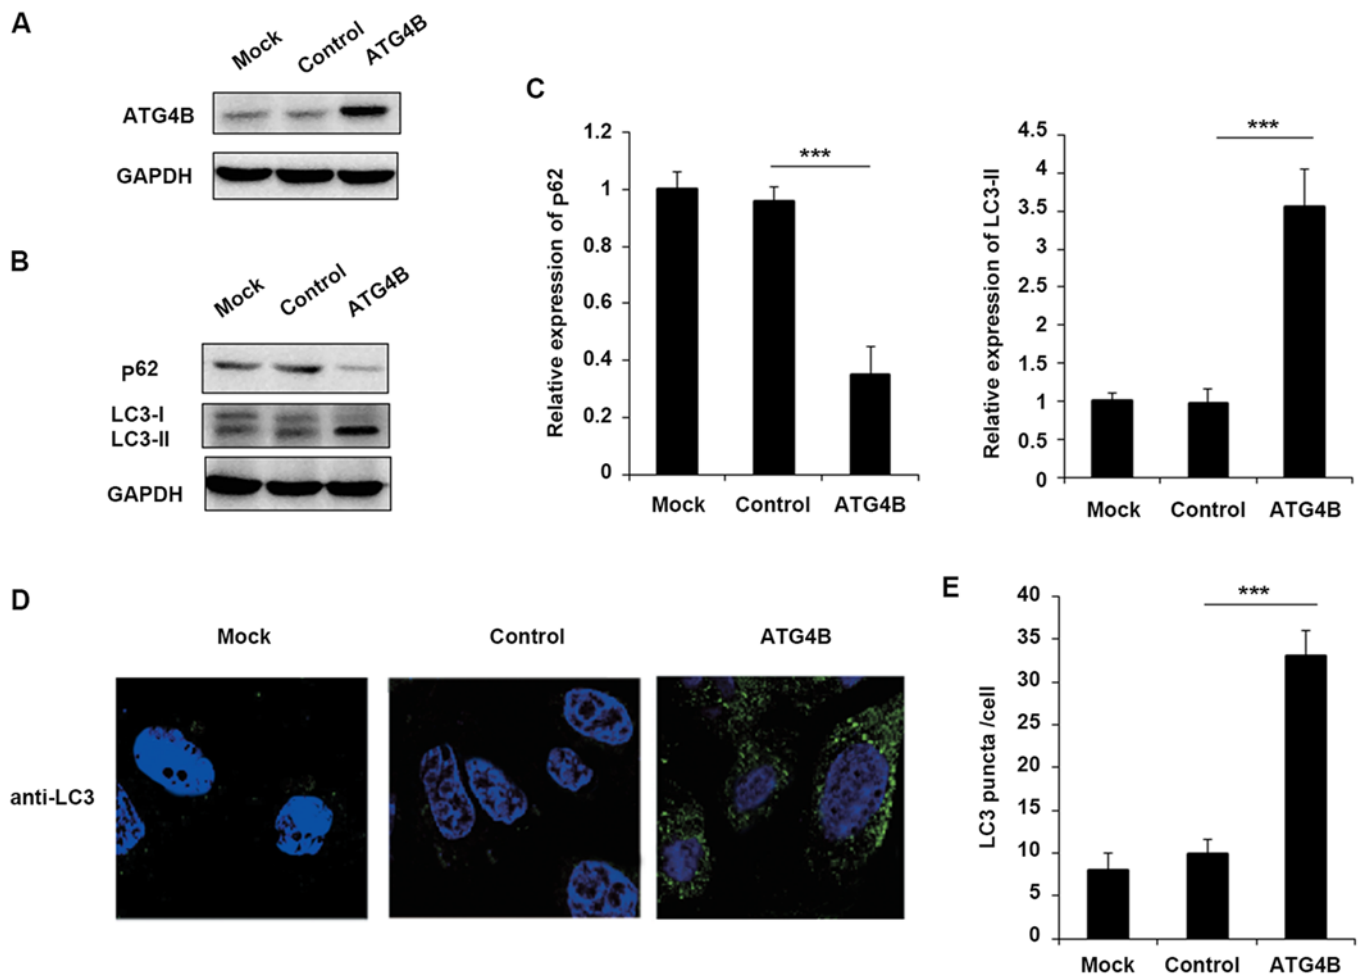 A
Mock Control ATG4B
ATG4B
GAPDH
B
Mock Control ATG4B
P62
LC3-I
LC3-II
GAPDH
C
Relative expression of p62
1.2
1
0.8
0.6
0.4
0.2
0
***
Mock Control ATG4B
Relative expression of LC3-II
4.5
4
3.5
3
2.5
2
1.5
1
0.5
0
***
Mock Control ATG4B
D
Mock Control ATG4B
anti-LC3
E
LC3 puncta /cell
40
35
30
25
20
15
10
5
0
***
Mock Control ATG4B